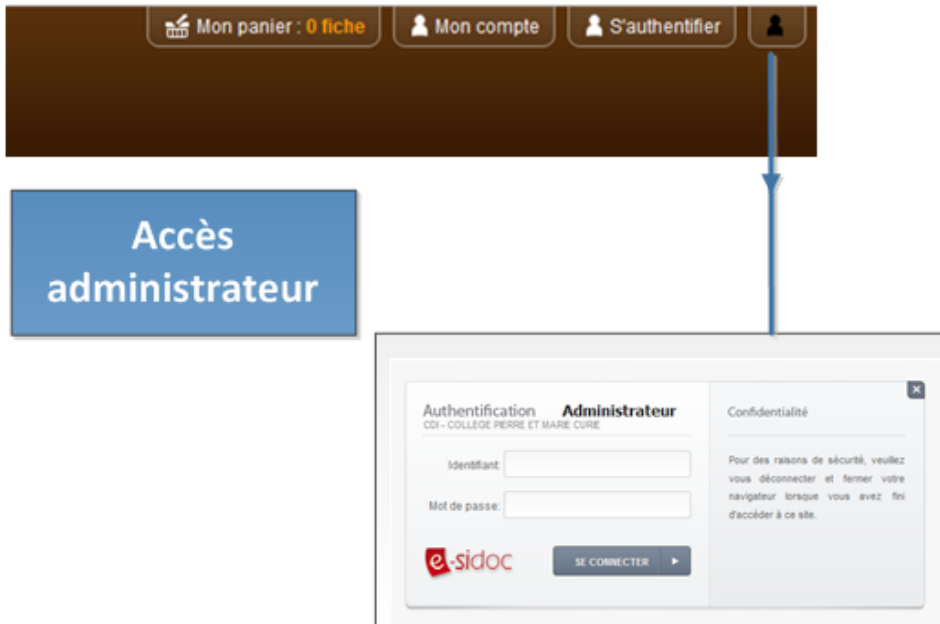 Mon panier : 0 fiche
Mon compte
S'authentifier
Accès
administrateur
Authentification Administrateur
CDI - COLLEGE PIERRE ET MARIE CURIE
Identifiant:
Mot de passe:
e-sidoc
SE CONNECTER
Confidentialité
Pour des raisons de sécurité, veuillez
vous déconnecter et fermer votre
navigateur lorsque vous avez fini
d'accéder à ce site.